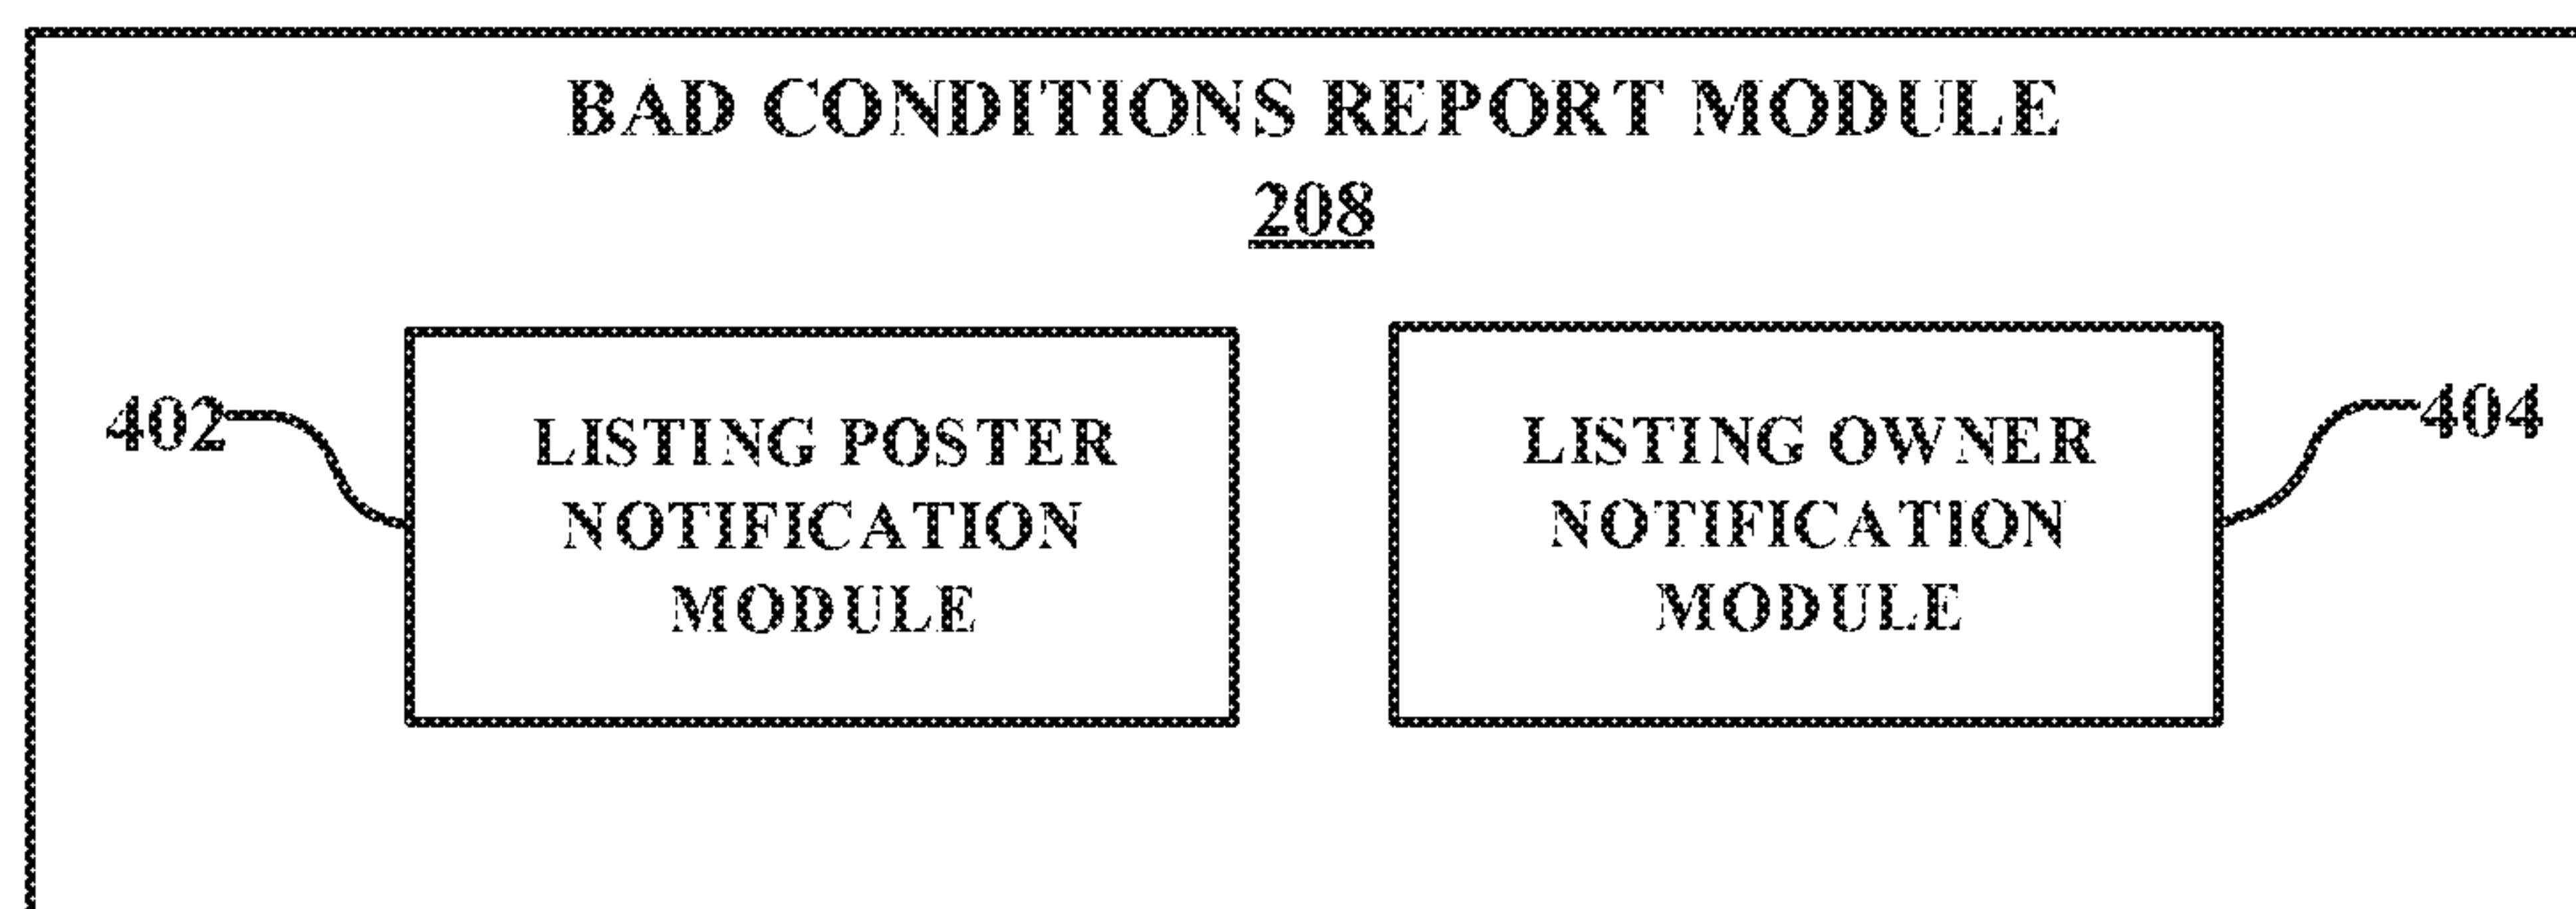 BAD CONDITIONS REPORT MODULE
208
402
LISTING POSTER
NOTIFICATION
MODULE
LISTING OWNER
NOTIFICATION
MODULE
404